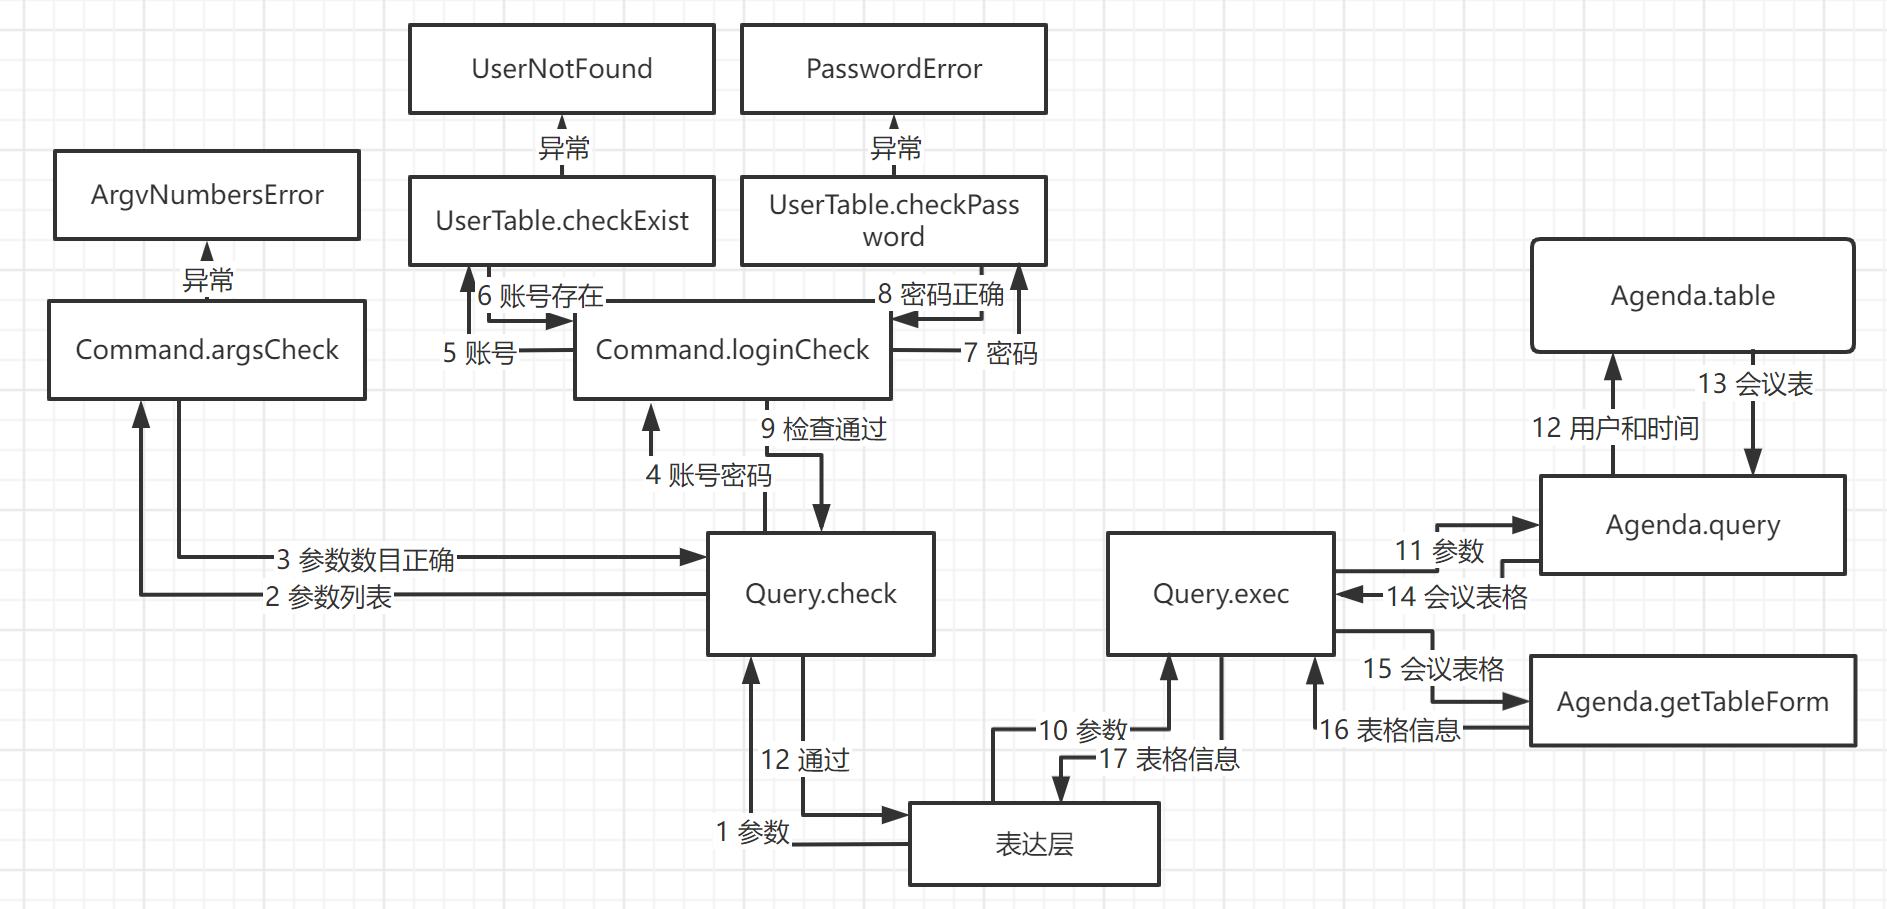 UserNotFound
PasswordError
异常
异常
ArgvNumbersError
UserTable.checkExist
UserTable.checkPass
word
异常
6 账号存在
8 密码正确
Agenda.table
Command.argsCheck
5 账号
Command.loginCheck
7 密码
13 会议表
9 检查通过
12 用户和时间
4 账号密码
Agenda.query
3 参数数目正确
11 参数
2 参数列表
Query.check
Query.exec
14 会议表格
15 会议表格
Agenda.getTableForm
10 参数
16 表格信息
12 通过
17 表格信息
1 参数
表达层